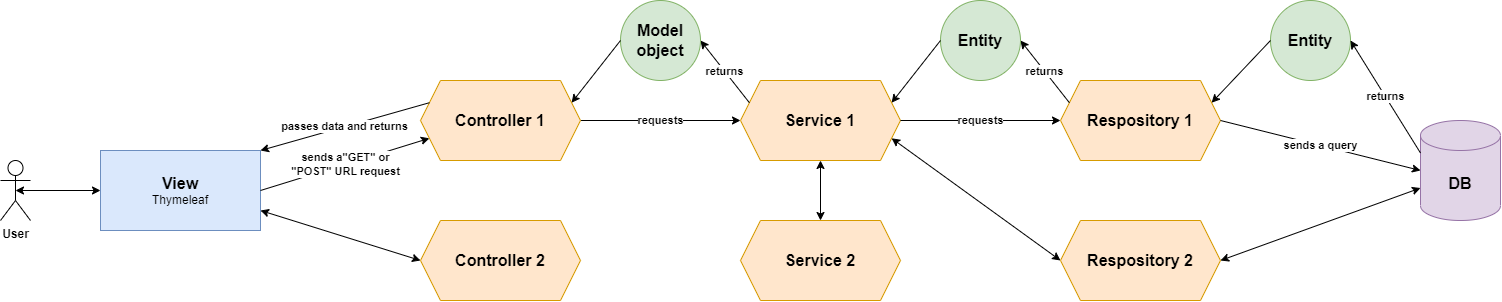 Model
object
returns
Entity
returns
Entity
returns
passes data and returns
Controller 1
requests
Service 1
requests
Respository 1
sends a query
sends a"GET" or
"POST" URL request
View
Thymeleaf
DB
User
Controller 2
Service 2
Respository 2